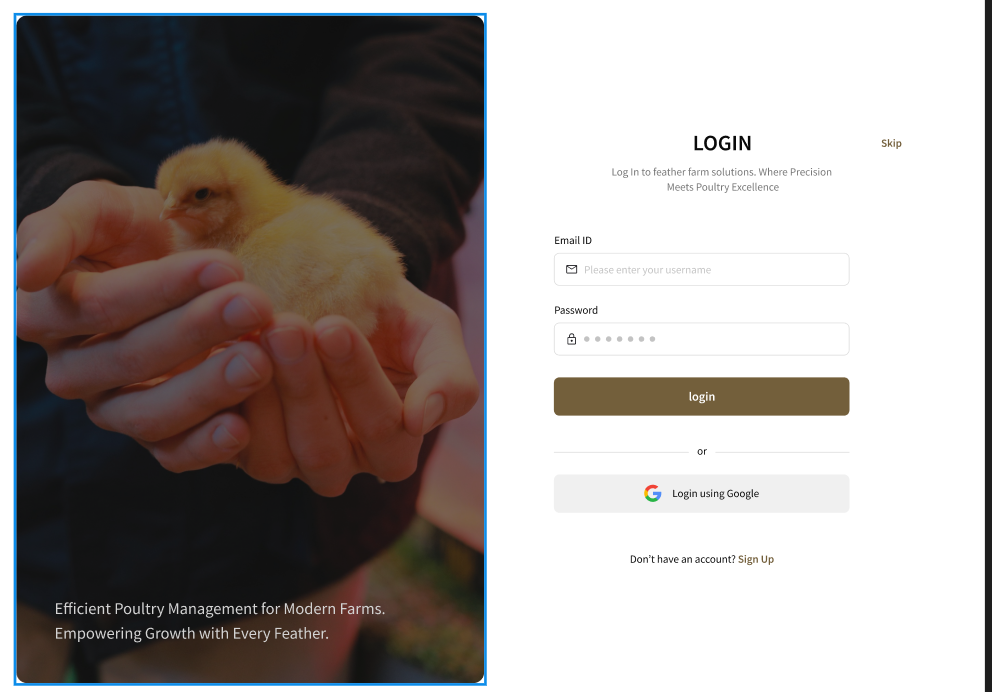 Efficient Poultry Management for Modern Farms.
Empowering Growth with Every Feather.
LOGIN
Skip
Log In to feather farm solutions. Where Precision
Meets Poultry Excellence
Email ID
Please enter your username
Password
login
or
Login using Google
Don't have an account? Sign Up